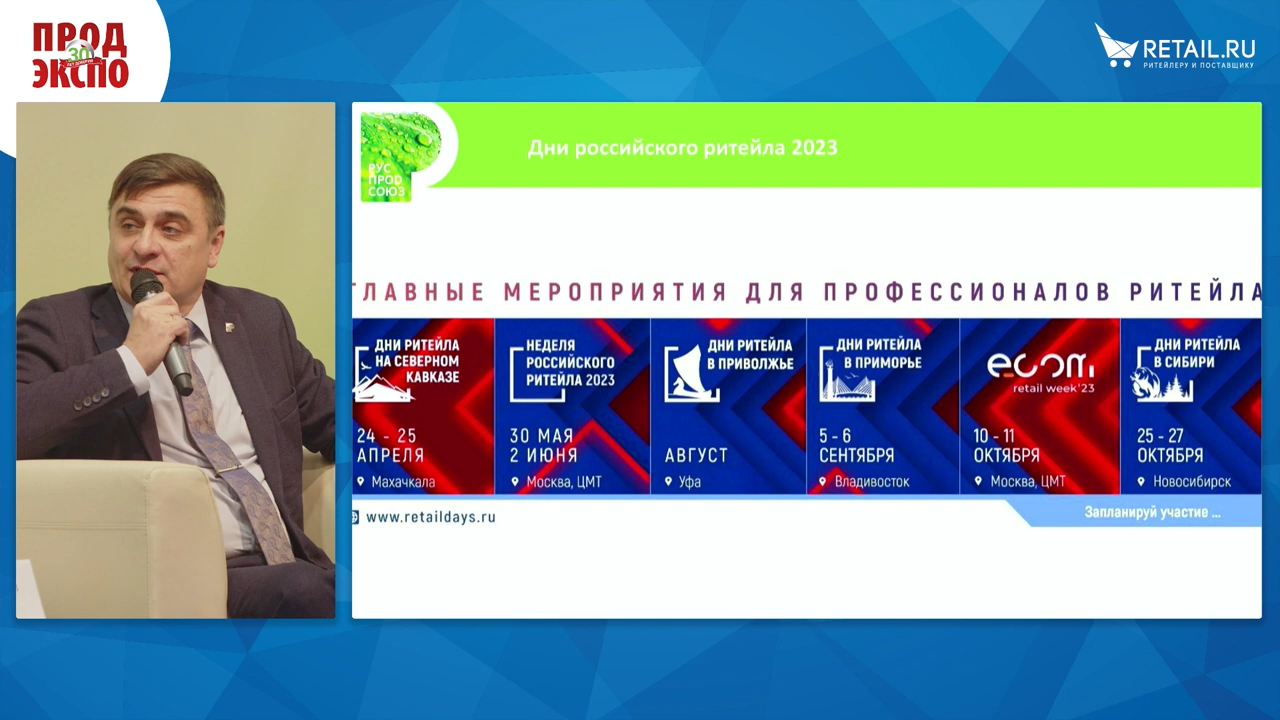 ПРОД
ЭКСПО
30
ЛЕТ ДОВЕРИЯ
RETAIL.RU
РИТЕЙЛЕРУ И ПОСТАВЩИКУ
РУС
ПРОД
СОЮЗ
Дни российского ритейла 2023
ГЛАВНЫЕ МЕРОПРИЯТИЯ ДЛЯ ПРОФЕССИОНАЛОВ РИТЕЙЛА
ДНИ РИТЕЙЛА
НА СЕВЕРНОМ
КАВКАЗЕ
24 - 25
АПРЕЛЯ
Махачкала
НЕДЕЛЯ
РОССИЙСКОГО
РИТЕЙЛА 2023
30 МАЯ
2 ИЮНЯ
Москва, ЦМТ
ДНИ РИТЕЙЛА
В ПРИВОЛЖЬЕ
АВГУСТ
Уфа
ДНИ РИТЕЙЛА
В ПРИМОРЬЕ
5 - 6
СЕНТЯБРЯ
Владивосток
ecom
retail week'23
10 - 11
ОКТЯБРЯ
Москва, ЦМТ
ДНИ РИТЕЙЛА
В СИБИРИ
25 - 27
ОКТЯБРЯ
Новосибирск
www.retaildays.ru
Запланируй участие ...